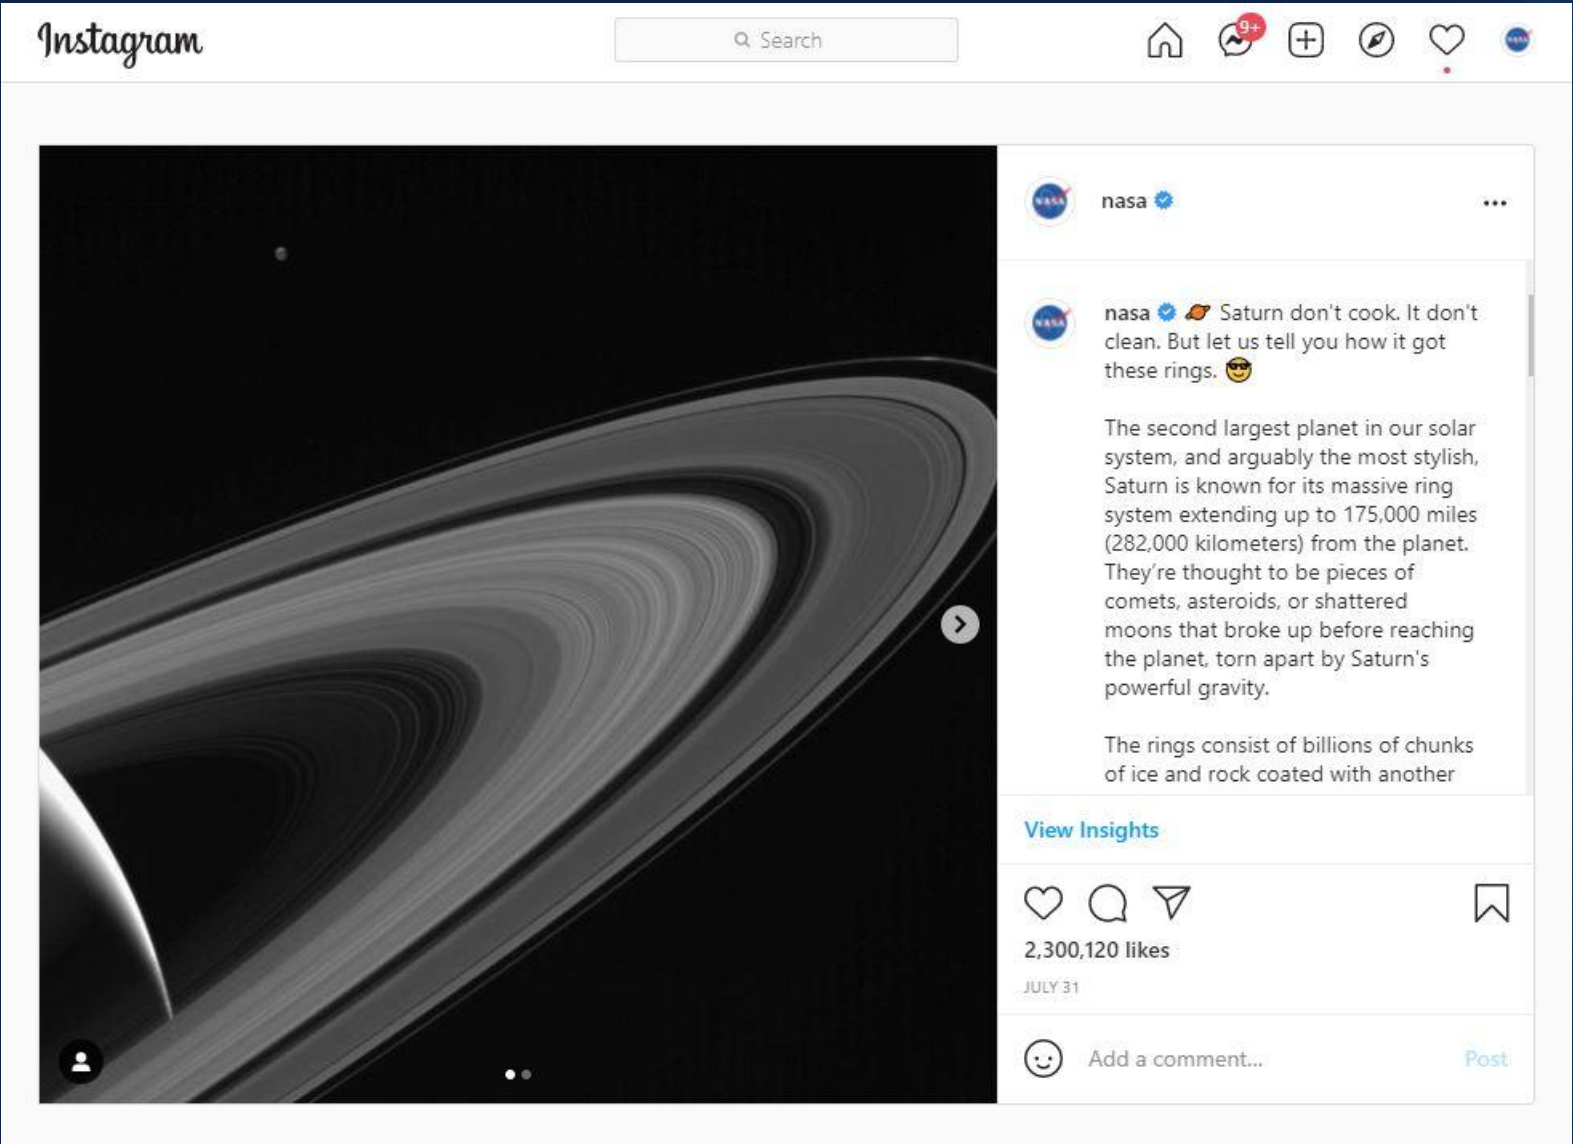 Instagram
Search
9+
NASA
NASA
nasa
NASA
nasa 🪐 Saturn don't cook. It don't
clean. But let us tell you how it got
these rings. 😎
The second largest planet in our solar
system, and arguably the most stylish,
Saturn is known for its massive ring
system extending up to 175,000 miles
(282,000 kilometers) from the planet.
They’re thought to be pieces of
comets, asteroids, or shattered
moons that broke up before reaching
the planet, torn apart by Saturn's
powerful gravity.
The rings consist of billions of chunks
of ice and rock coated with another
View Insights
2,300,120 likes
JULY 31
Add a comment...
Post